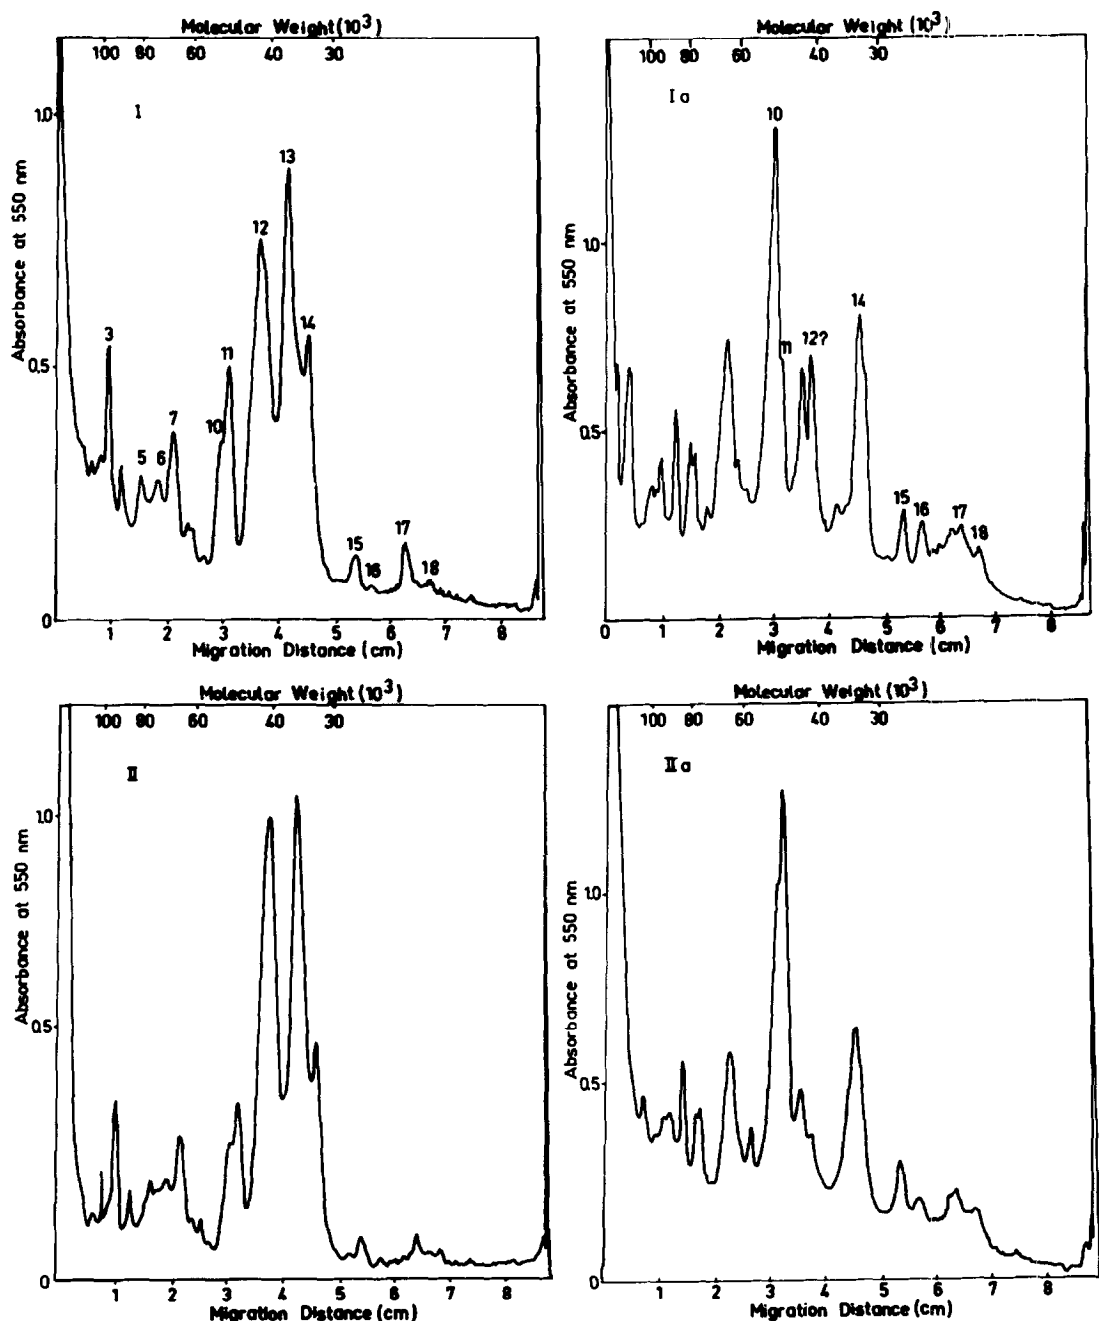 Molecular Weight (10³)
100 80 60 40 30
I
1.0
0.5
0
Absorbance at 550 nm
3 5 6 7 10 11 12 13 14 15 16 17 18
1 2 3 4 5 6 7 8
Migration Distance (cm)
Molecular Weight (10³)
100 80 60 40 30
I a
1.0
0.5
Absorbance at 550 nm
10 11 12? 14 15 16 17 18
0 1 2 3 4 5 6 7 8
Migration Distance (cm)
Molecular Weight (10³)
100 80 60 40 30
II
1.0
0.5
0
Absorbance at 550 nm
1 2 3 4 5 6 7 8
Migration Distance (cm)
Molecular Weight (10³)
100 80 60 40 30
II a
1.0
0.5
0
Absorbance at 550 nm
1 2 3 4 5 6 7 8
Migration Distance (cm)